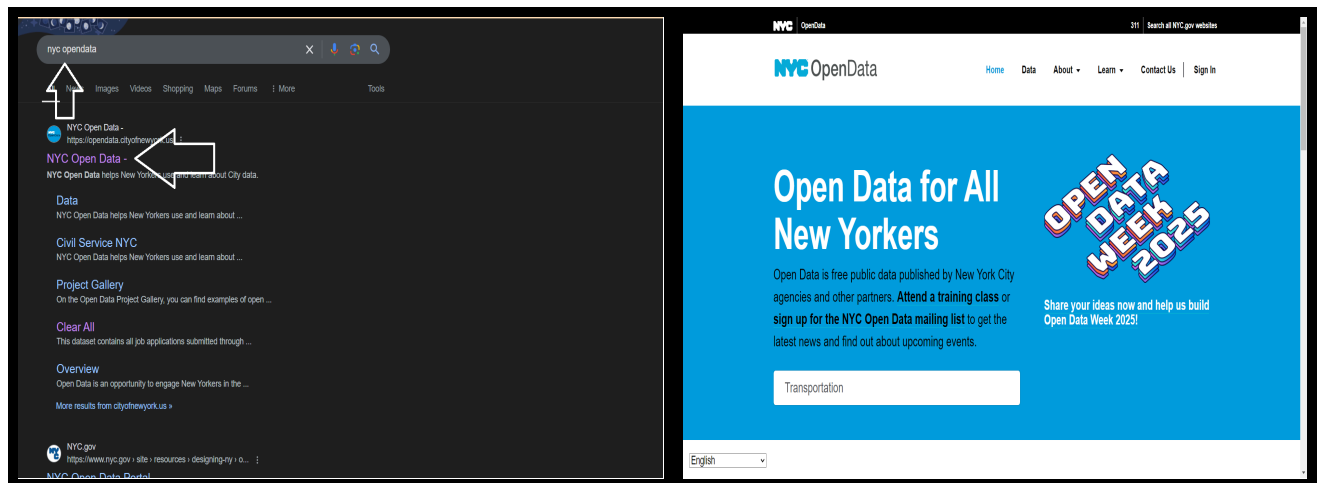 nyc opendata
Images Videos Shopping Maps Forums More Tools
NYC Open Data -
https://opendata.cityofnewyork.us
NYC Open Data -
NYC Open Data helps New Yorkers use and learn about City data.
Data
NYC Open Data helps New Yorkers use and learn about ...
Civil Service NYC
NYC Open Data helps New Yorkers use and learn about ...
Project Gallery
On the Open Data Project Gallery, you can find examples of open ...
Clear All
This dataset contains all job applications submitted through ...
Overview
Open Data is an opportunity to engage New Yorkers in the ...
More results from cityofnewyork.us »
NYC.gov
https://www.nyc.gov › site › resources › designing-ny › o...
NYC Open Data Portal
NYC OpenData 311 Search all NYC.gov websites
NYC OpenData Home Data About Learn Contact Us Sign In
Open Data for All
New Yorkers
Open Data is free public data published by New York City
agencies and other partners. Attend a training class or
sign up for the NYC Open Data mailing list to get the
latest news and find out about upcoming events.
Transportation
OPEN
DATA
WEEK
2025
Share your ideas now and help us build
Open Data Week 2025!
English